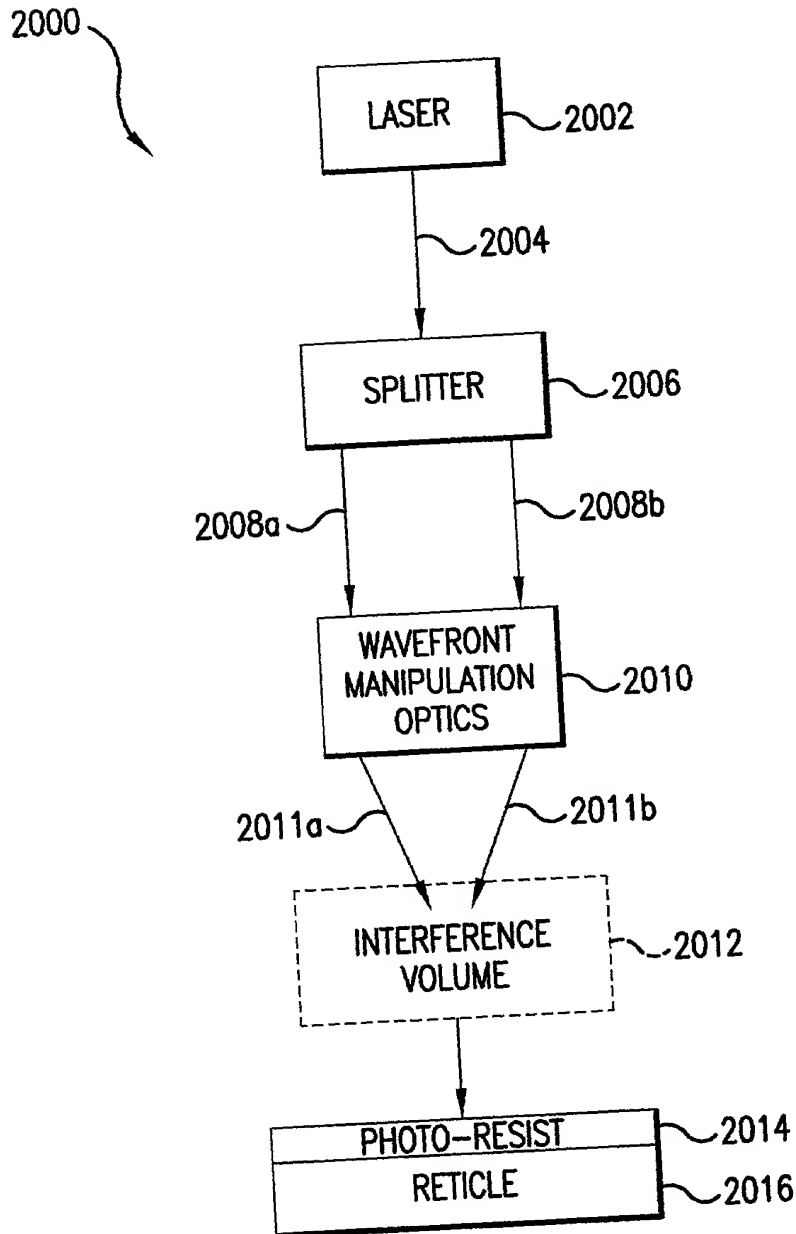 2000
LASER
2002
2004
SPLITTER
2006
2008a
2008b
WAVEFRONT
MANIPULATION
OPTICS
2010
2011a
2011b
INTERFERENCE
VOLUME
2012
PHOTO-RESIST
2014
RETICLE
2016